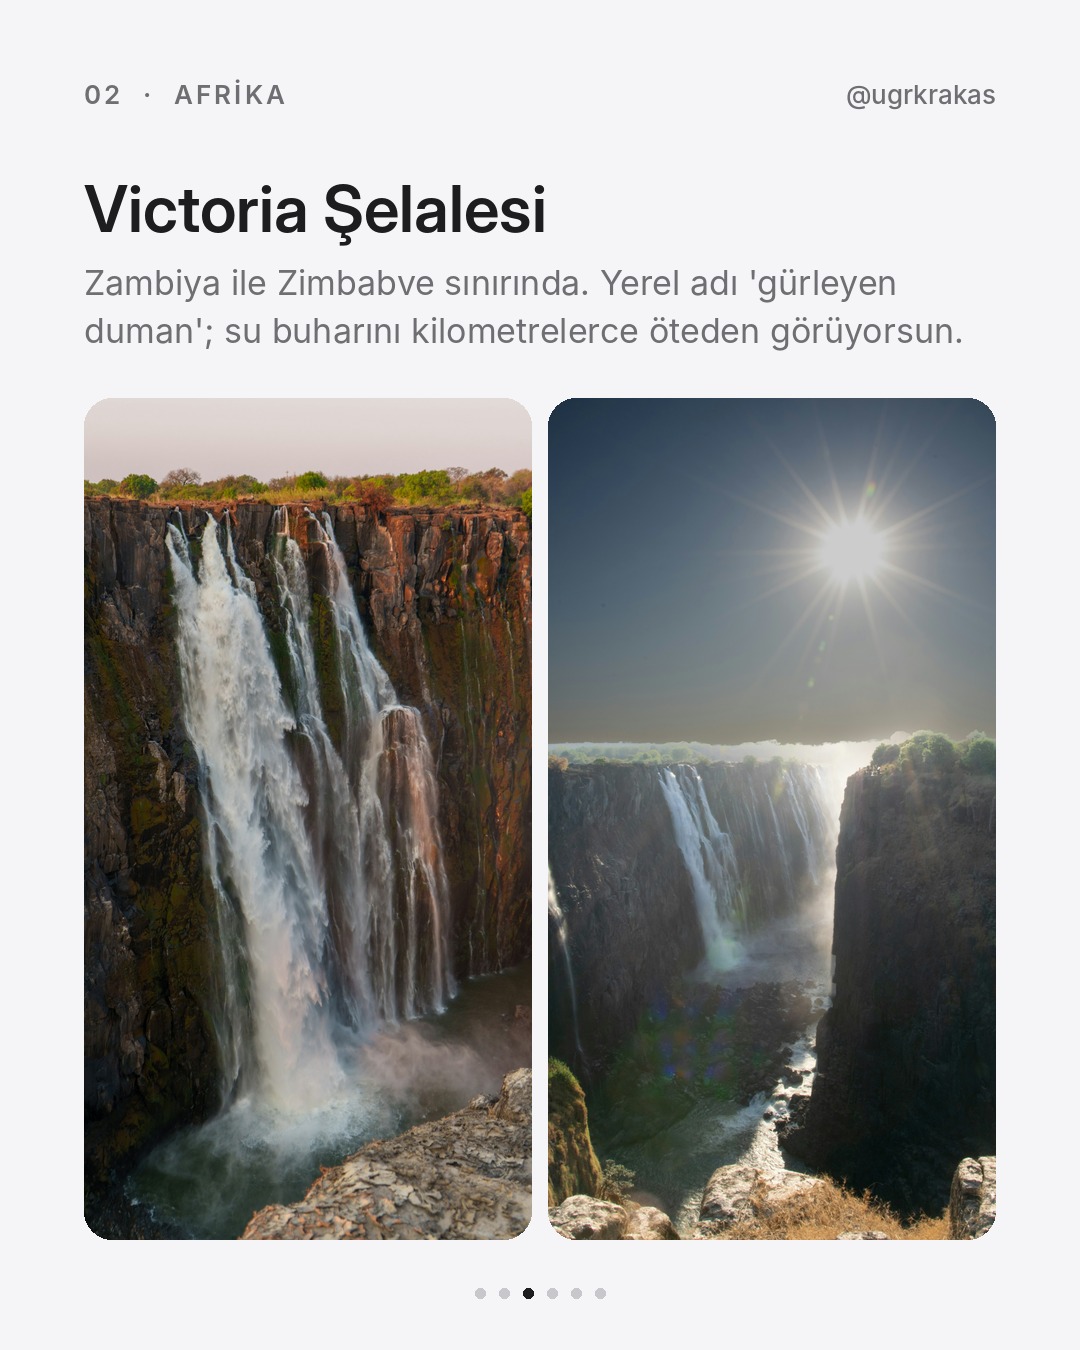 02 · AFRİKA
@ugrkrakas
Victoria Şelalesi
Zambiya ile Zimbabve sınırında. Yerel adı 'gürleyen
duman'; su buharını kilometrelerce öteden görüyorsun.